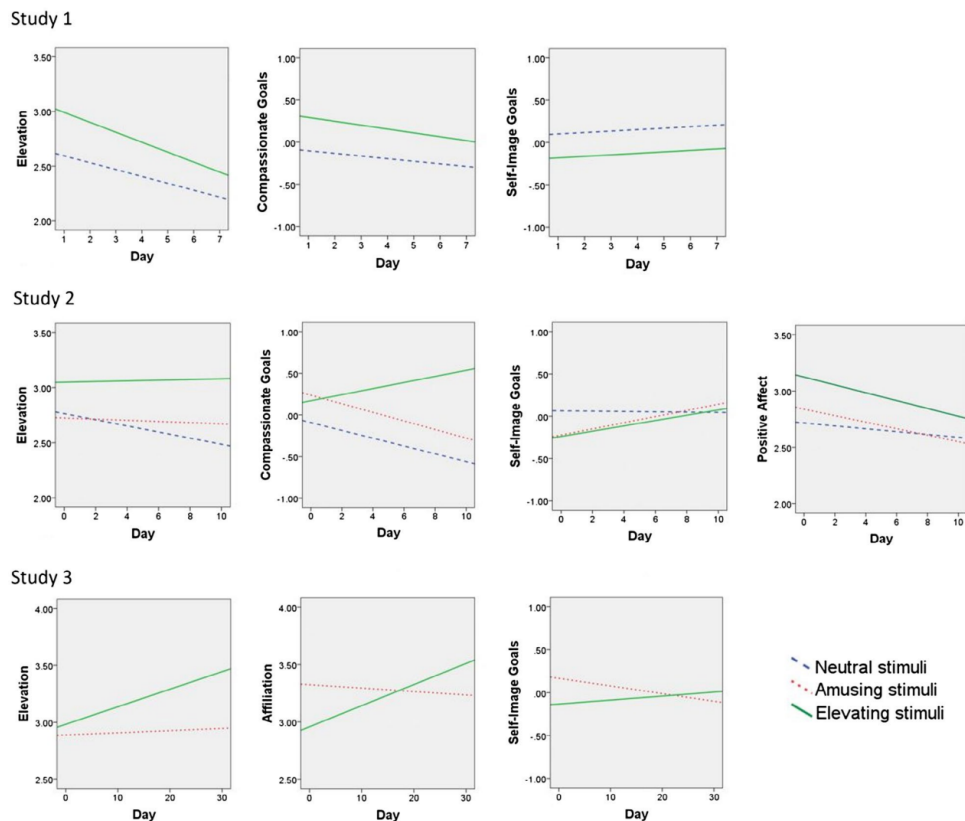 Study 1
3.50
3.00
2.50
2.00
Elevation
1 2 3 4 5 6 7
Day
1.00
.50
.00
-.50
-1.00
Compassionate Goals
1 2 3 4 5 6 7
Day
1.00
.50
.00
-.50
-1.00
Self-Image Goals
1 2 3 4 5 6 7
Day
Study 2
3.50
3.00
2.50
2.00
Elevation
0 2 4 6 8 10
Day
1.00
.50
.00
-.50
-1.00
Compassionate Goals
0 2 4 6 8 10
Day
1.00
.50
.00
-.50
-1.00
Self-Image Goals
0 2 4 6 8 10
Day
3.50
3.00
2.50
2.00
Positive Affect
0 2 4 6 8 10
Day
Study 3
4.00
3.50
3.00
2.50
Elevation
0 10 20 30
Day
4.00
3.50
3.00
2.50
Affiliation
0 10 20 30
Day
1.00
.50
.00
-.50
-1.00
Self-Image Goals
0 10 20 30
Day
Neutral stimuli
Amusing stimuli
Elevating stimuli